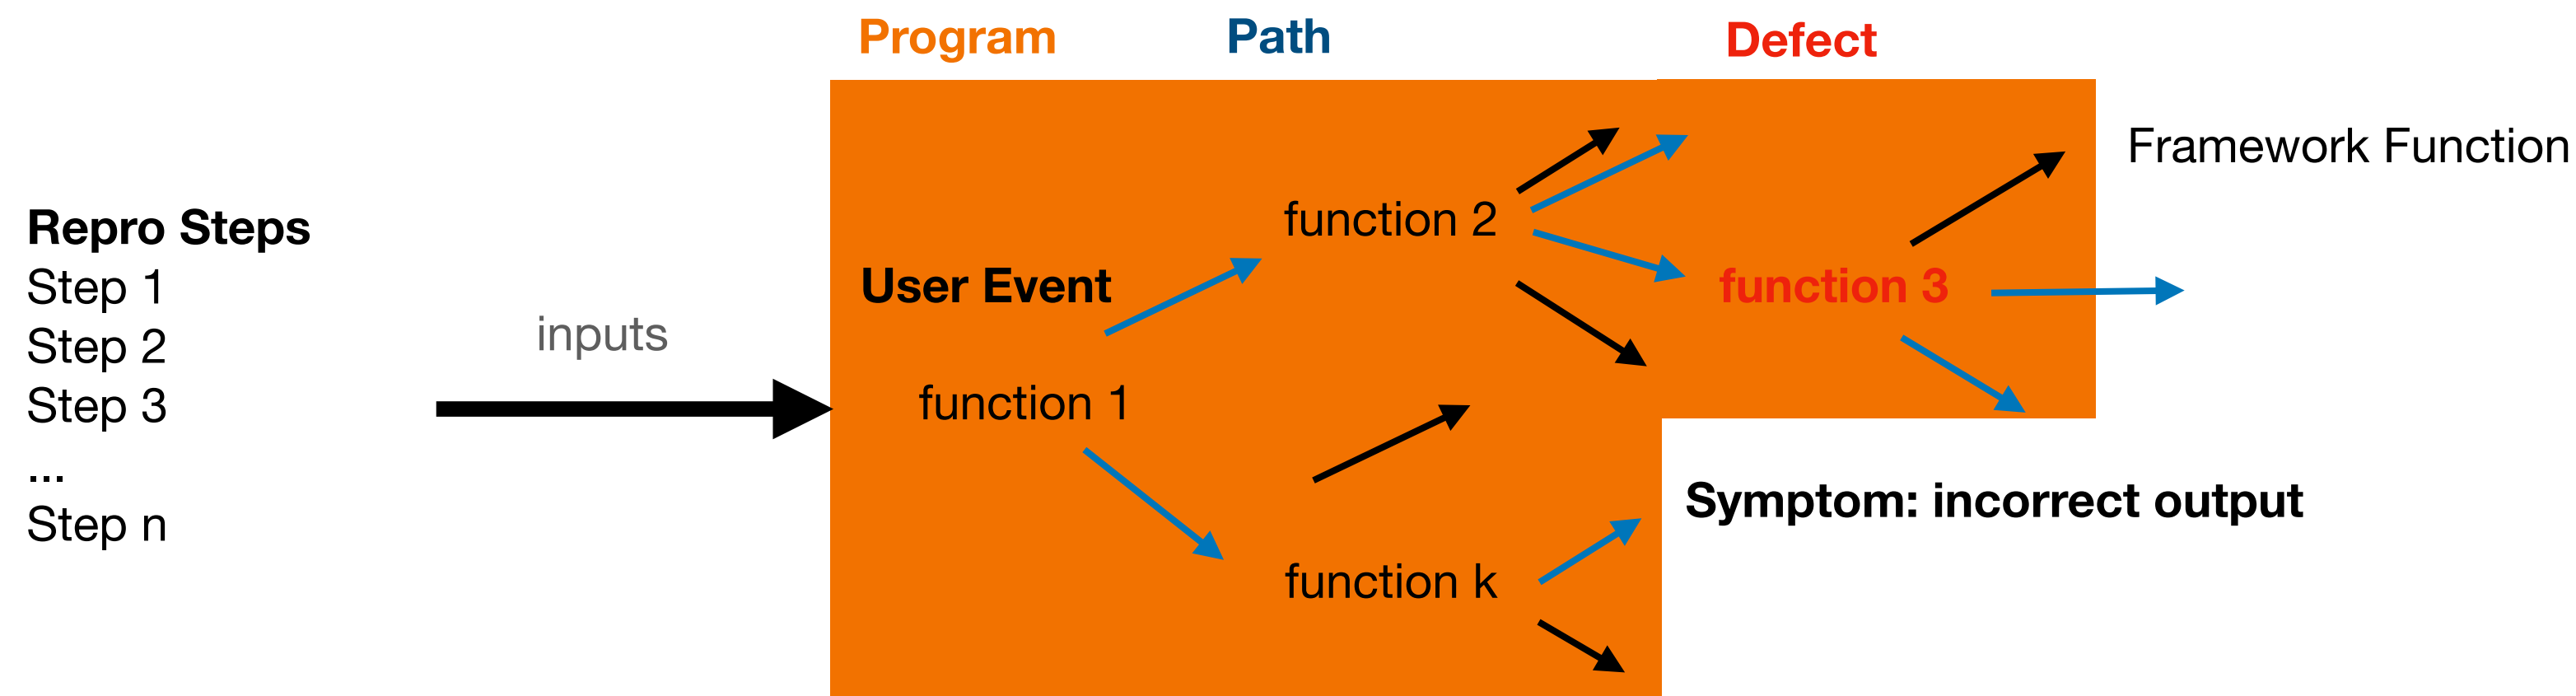 Program
Path
Defect
Framework Function
Repro Steps
Step 1
Step 2
Step 3
...
Step n
inputs
User Event
function 1
function 2
function 3
function k
Symptom: incorrect output